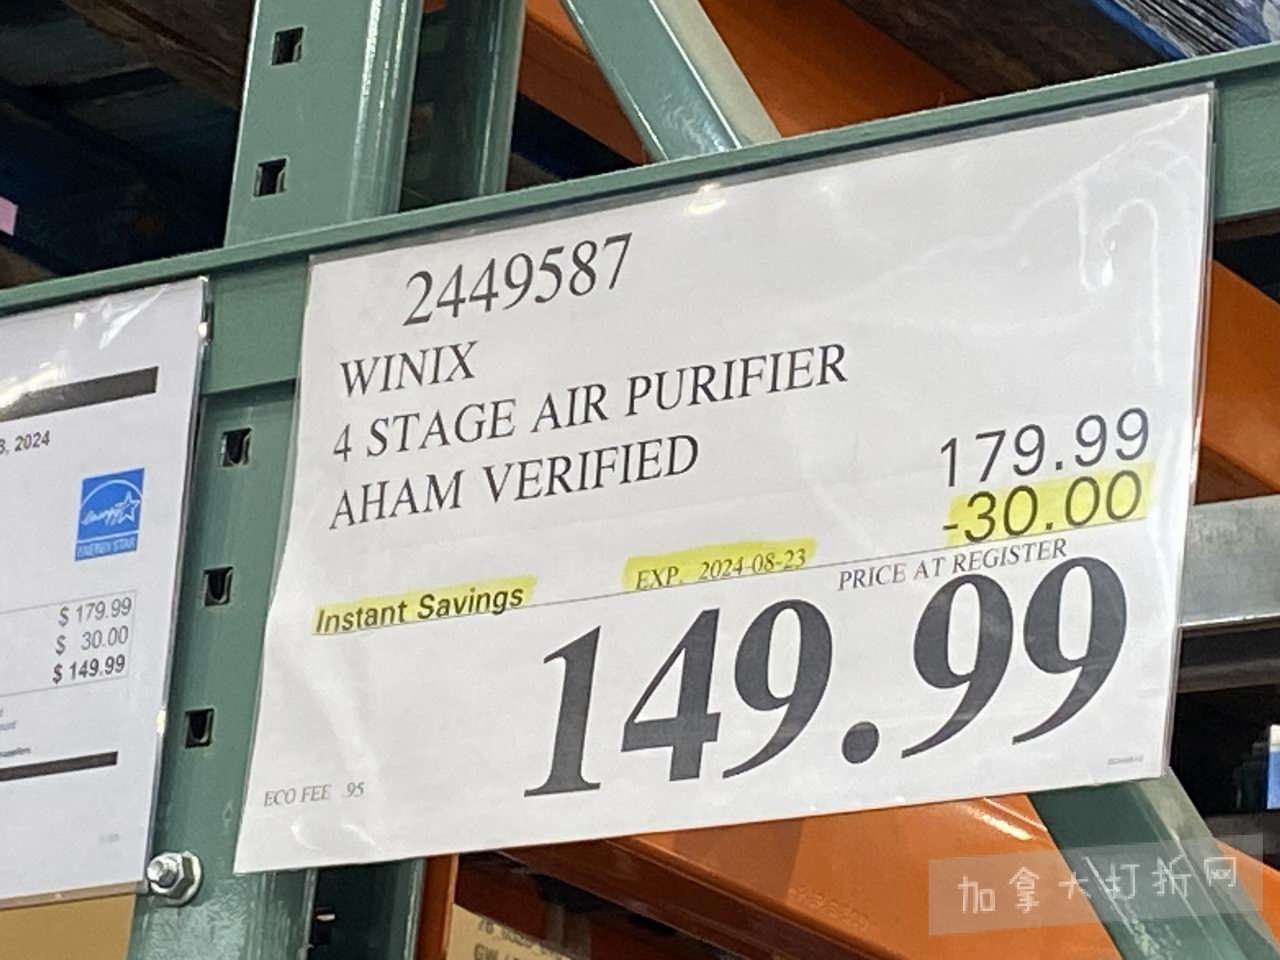 2449587
WINIX
4 STAGE AIR PURIFIER
AHAM VERIFIED
179.99
-30.00
Instant Savings
EXP. 2024-08-23
PRICE AT REGISTER
149.99
ECO FEE .95
3, 2024
energy
ENERGY STAR
$ 179.99
$ 30.00
$ 149.99
加拿大打折网